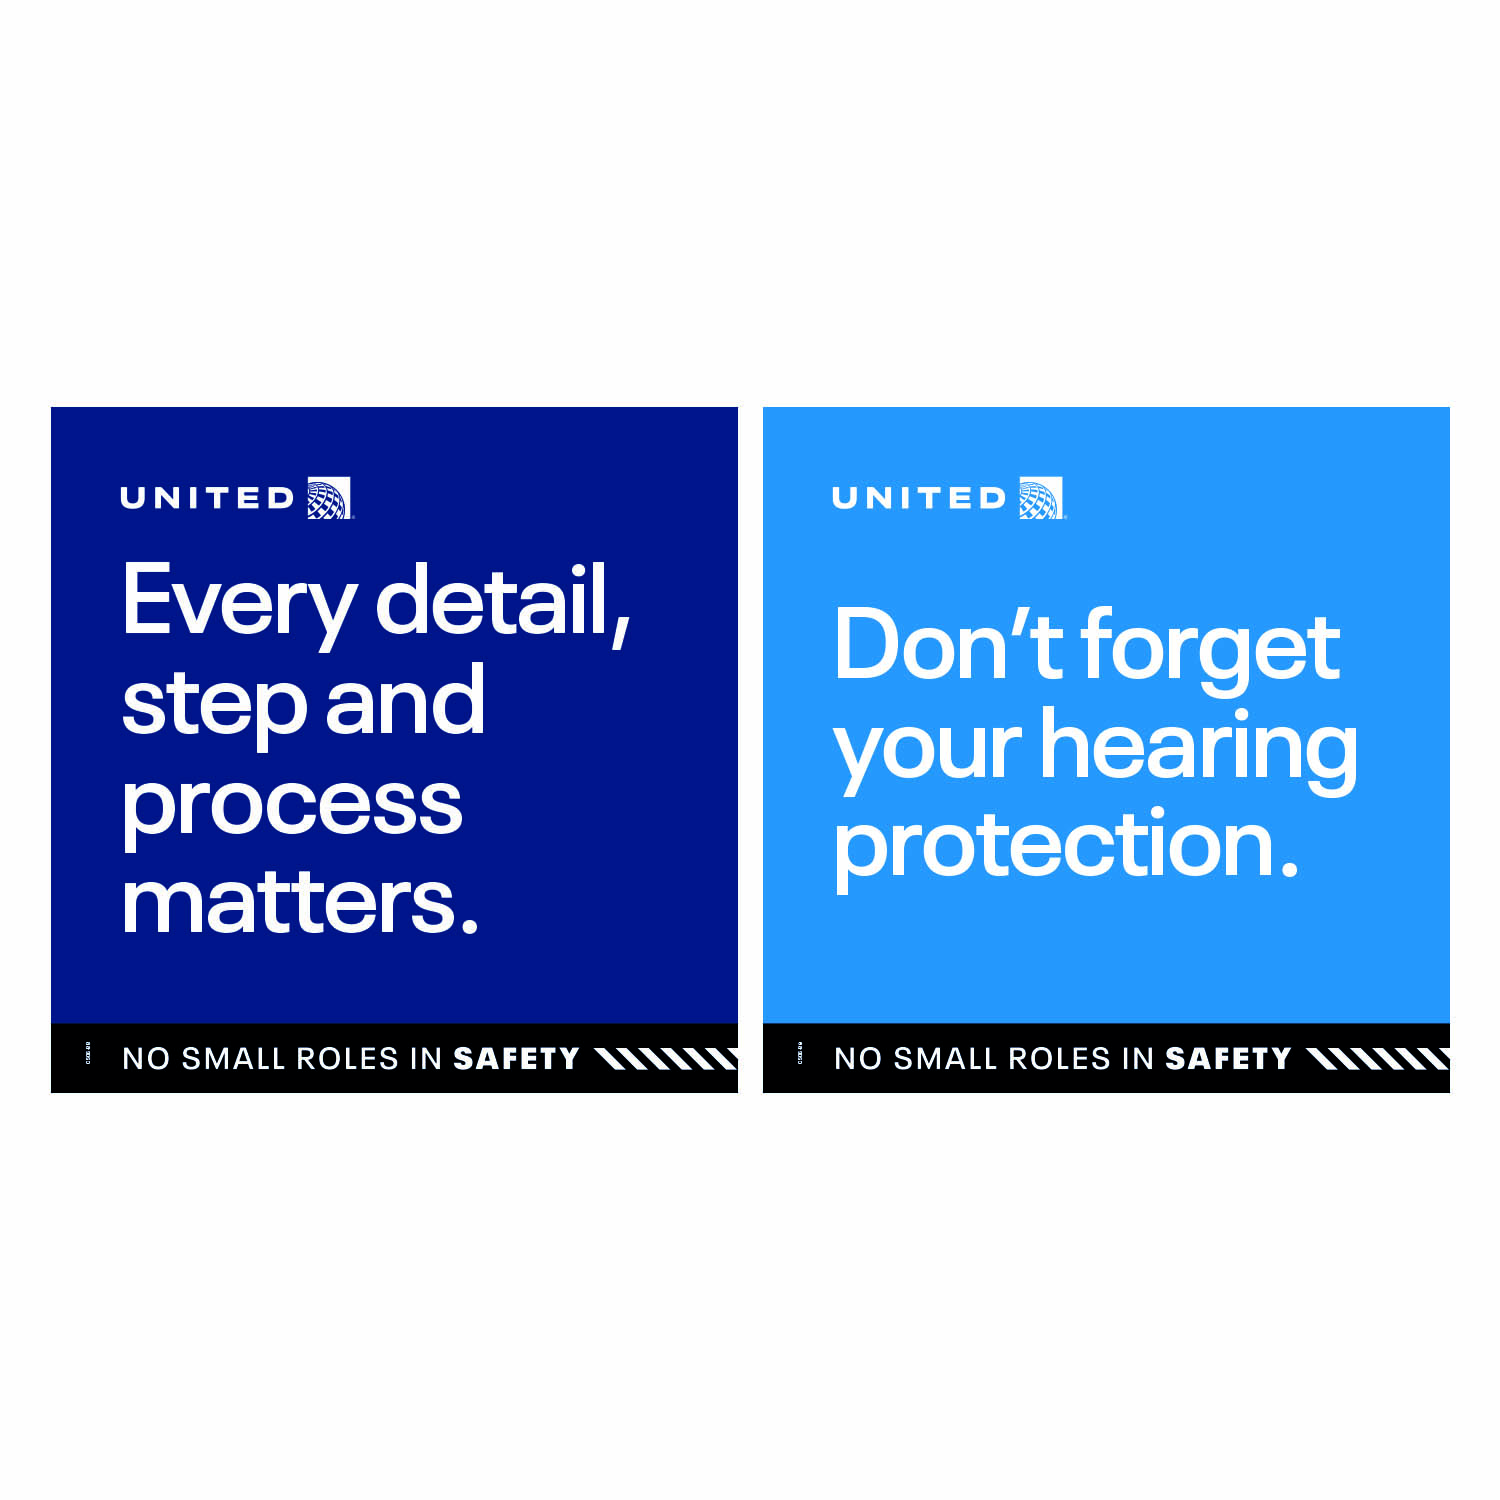 UNITED
Every detail,
step and
process
matters.
NO SMALL ROLES IN SAFETY
UNITED
Don’t forget
your hearing
protection.
NO SMALL ROLES IN SAFETY